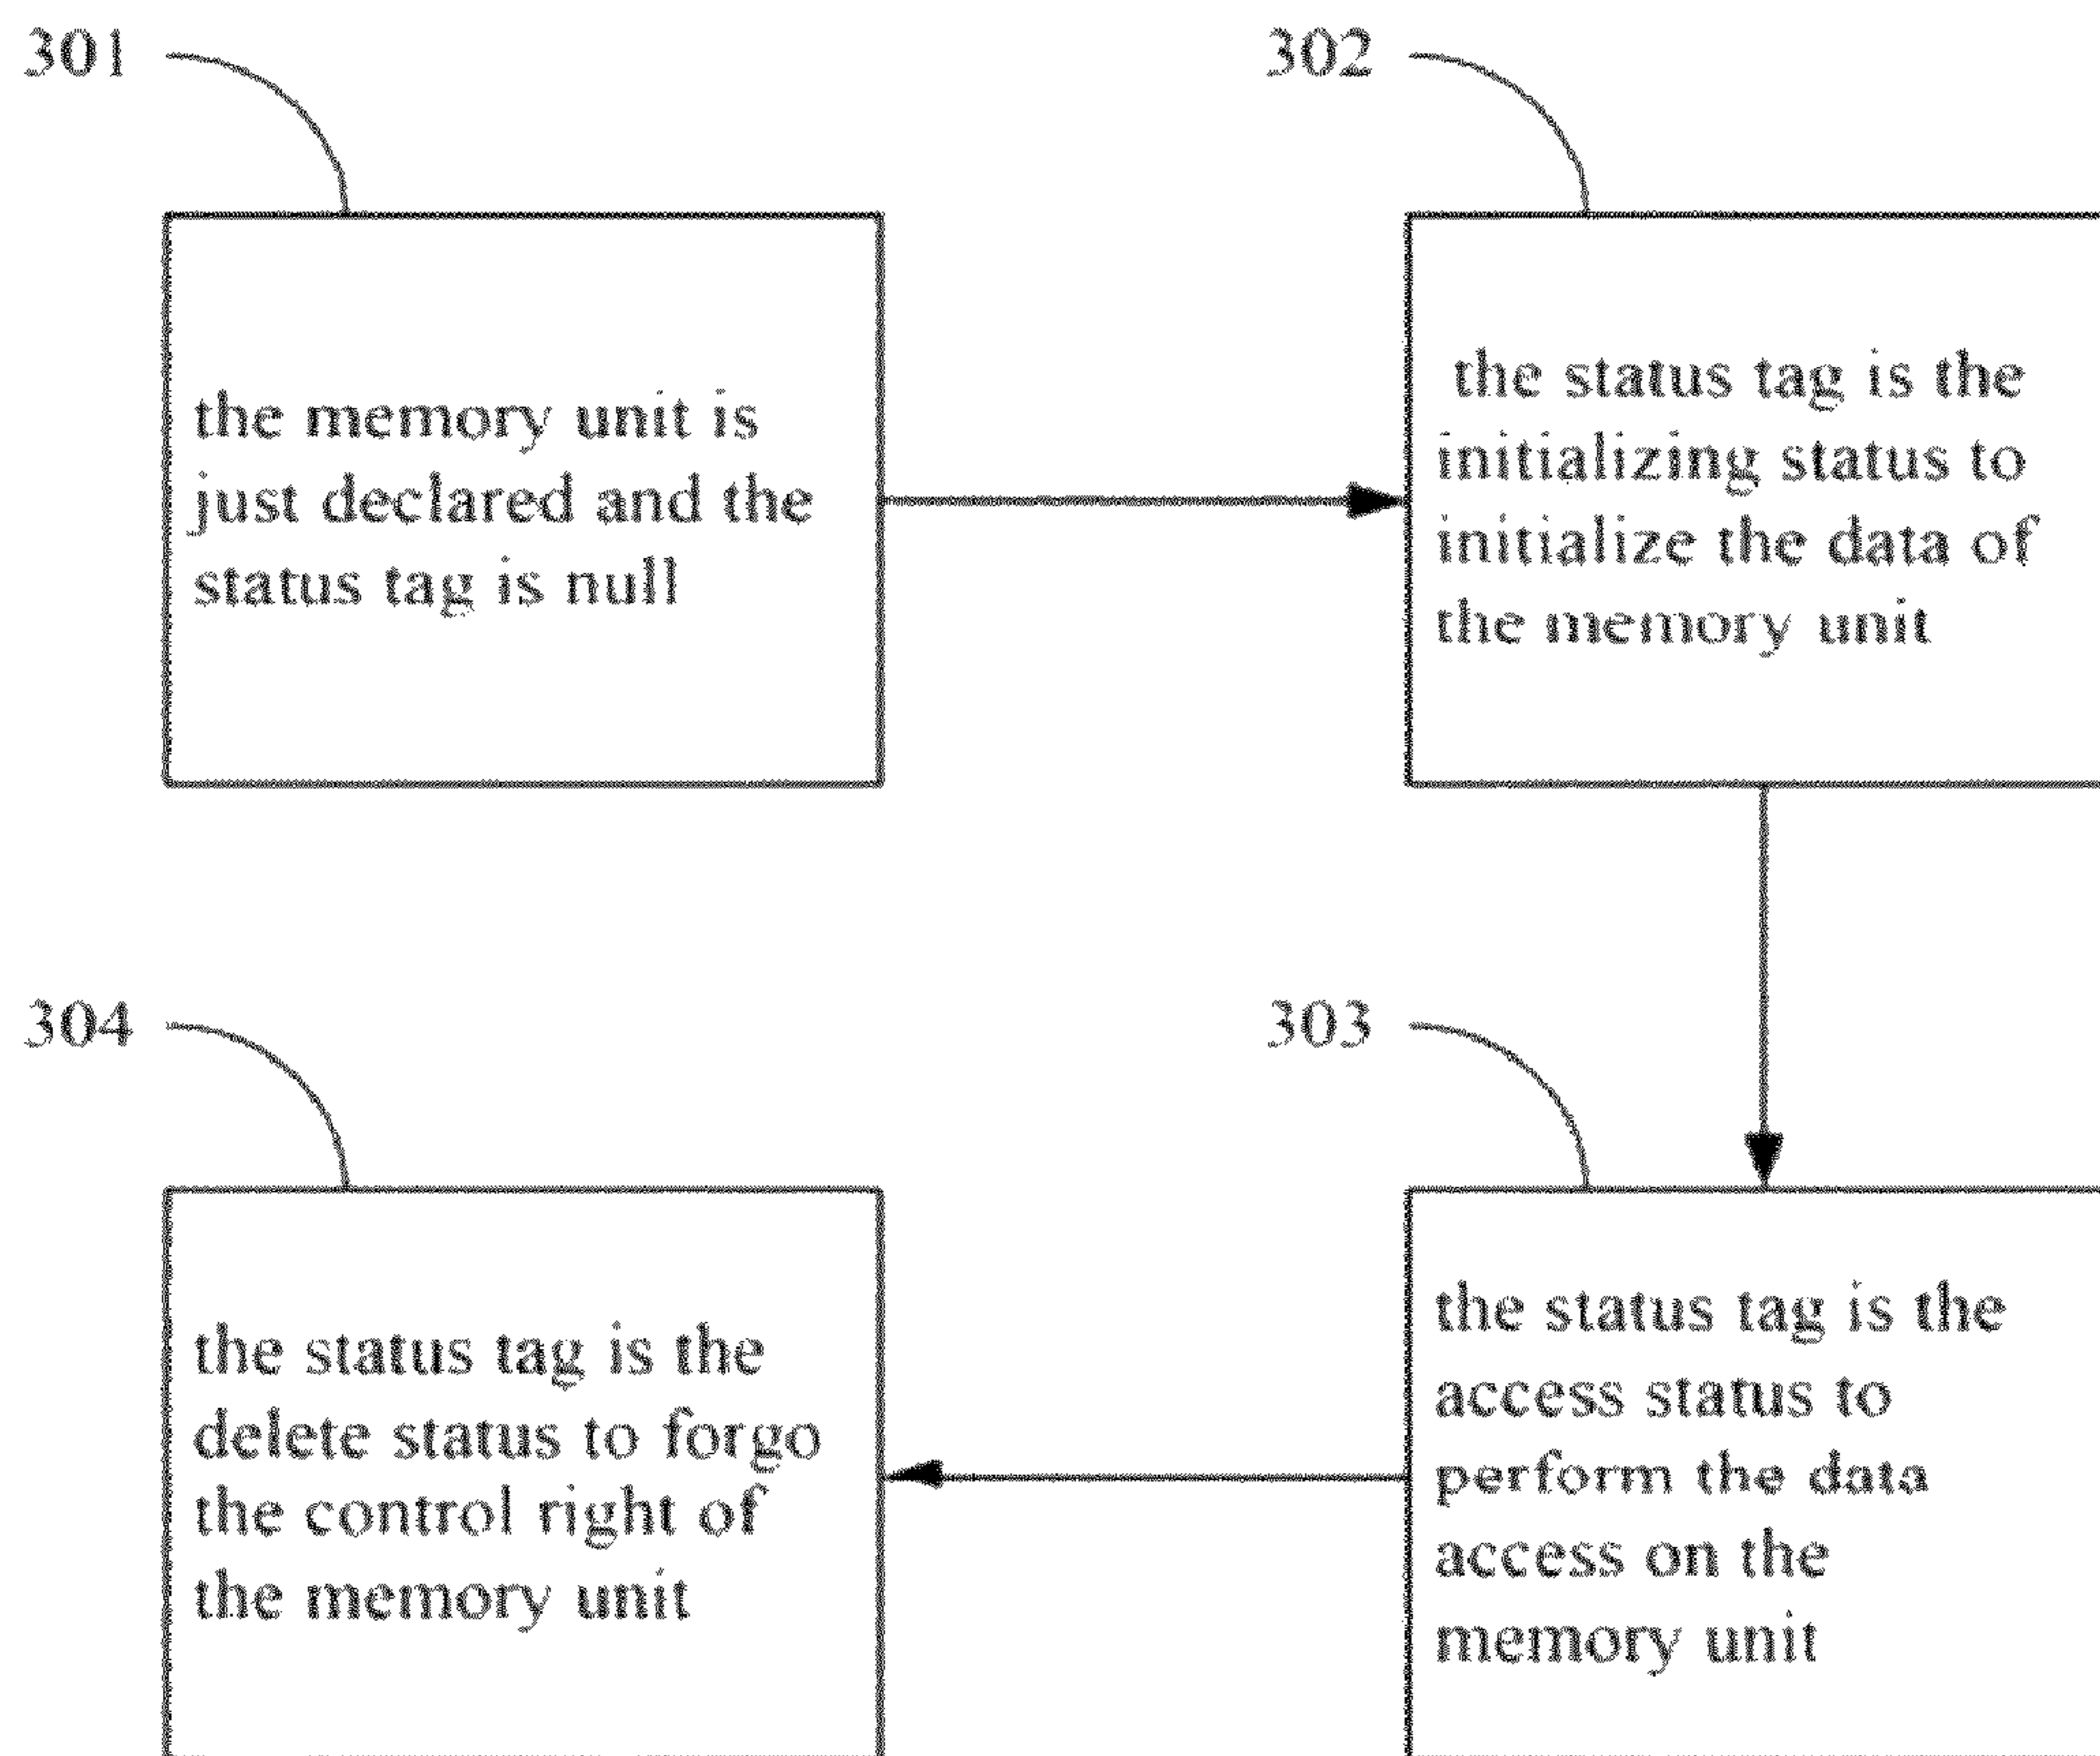 301
the memory unit is
just declared and the
status tag is null
302
the status tag is the
initializing status to
initialize the data of
the memory unit
303
the status tag is the
access status to
perform the data
access on the
memory unit
304
the status tag is the
delete status to forgo
the control right of
the memory unit